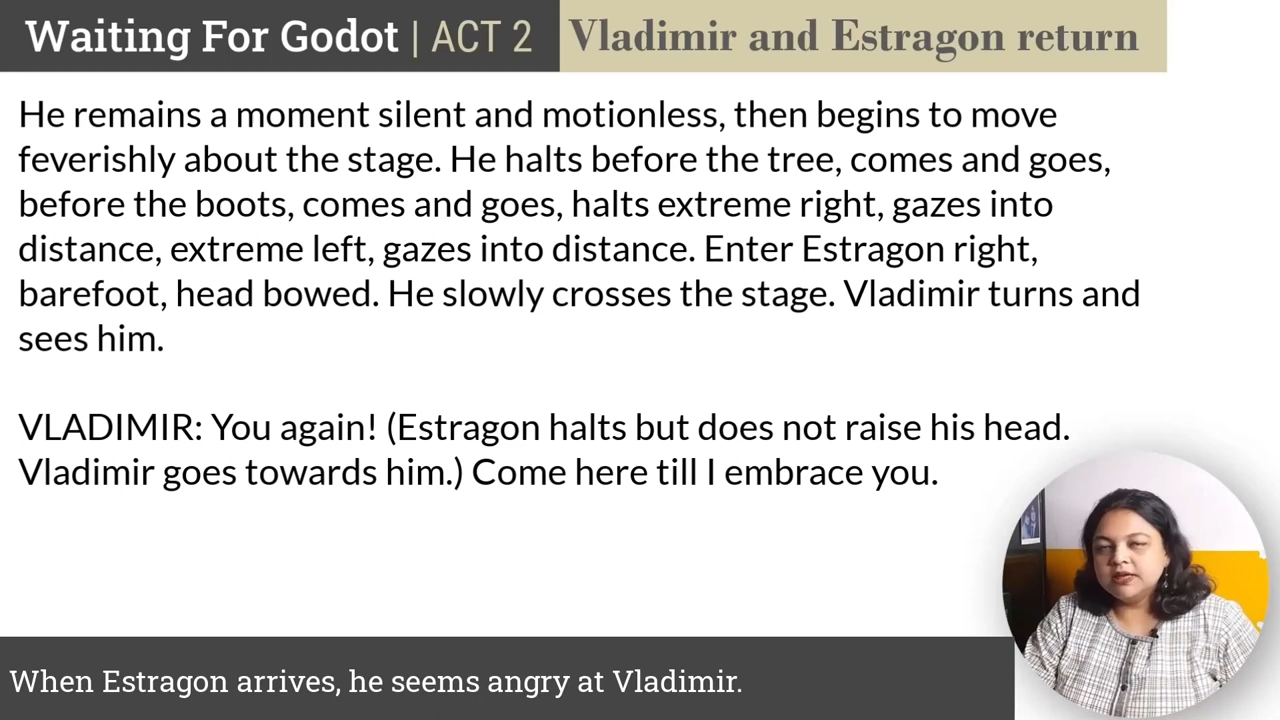 Waiting For Godot | ACT 2 Vladimir and Estragon return
He remains a moment silent and motionless, then begins to move
feverishly about the stage. He halts before the tree, comes and goes,
before the boots, comes and goes, halts extreme right, gazes into
distance, extreme left, gazes into distance. Enter Estragon right,
barefoot, head bowed. He slowly crosses the stage. Vladimir turns and
sees him.
VLADIMIR: You again! (Estragon halts but does not raise his head.
Vladimir goes towards him.) Come here till I embrace you.
When Estragon arrives, he seems angry at Vladimir.